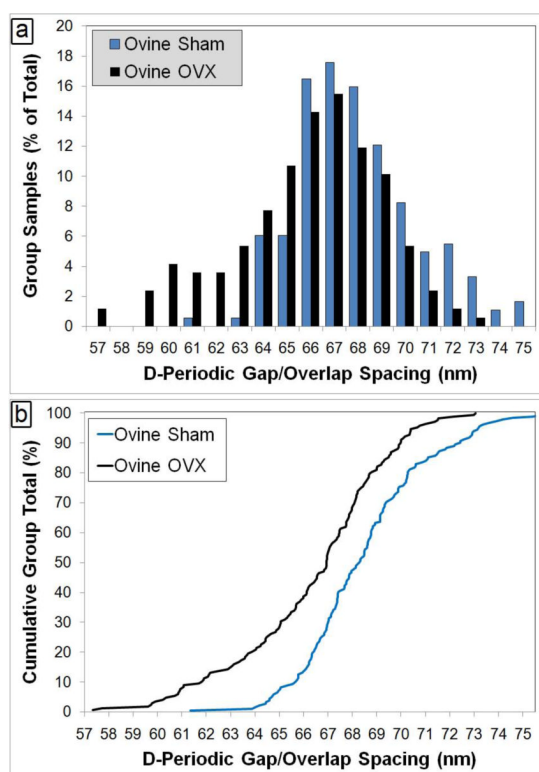 a
Ovine Sham
Ovine OVX
Group Samples (% of Total)
20
18
16
14
12
10
8
6
4
2
0
57 58 59 60 61 62 63 64 65 66 67 68 69 70 71 72 73 74 75
D-Periodic Gap/Overlap Spacing (nm)
b
Ovine Sham
Ovine OVX
Cumulative Group Total (%)
100
90
80
70
60
50
40
30
20
10
0
57 58 59 60 61 62 63 64 65 66 67 68 69 70 71 72 73 74 75
D-Periodic Gap/Overlap Spacing (nm)